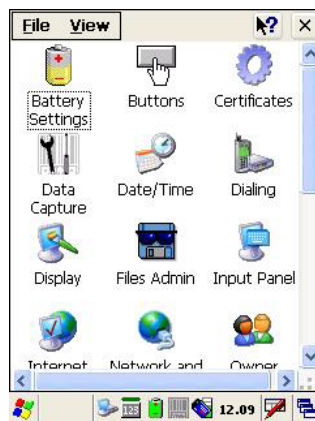 File View
Battery Settings
Buttons
Certificates
Data Capture
Date/Time
Dialing
Display
Files Admin
Input Panel
Internet
Network and
Owner
123
12.09